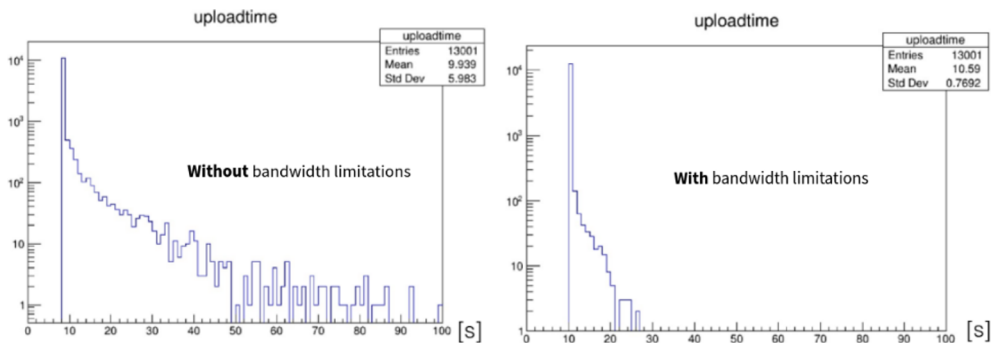 uploadtime
uploadtime
Entries 13001
Mean 9.939
Std Dev 5.983
10⁴
10³
10²
10
1
Without bandwidth limitations
0 10 20 30 40 50 60 70 80 90 100 [s]
uploadtime
uploadtime
Entries 13001
Mean 10.59
Std Dev 0.7692
10⁴
10³
10²
10
1
With bandwidth limitations
0 10 20 30 40 50 60 70 80 90 100 [s]